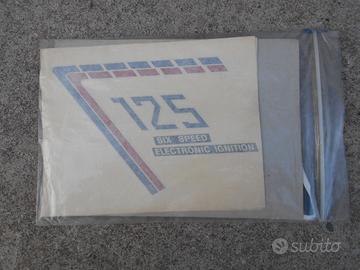 125
SIX SPEED
ELECTRONIC IGNITION
subito